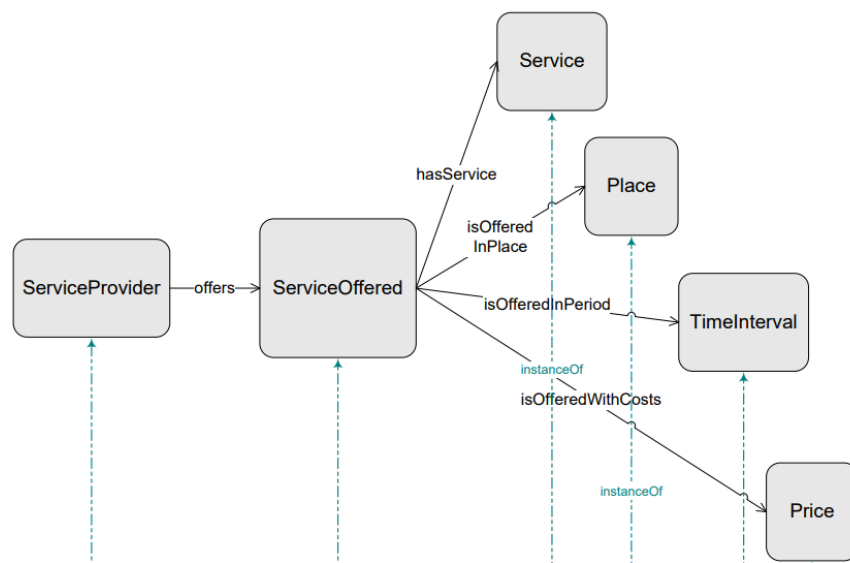 Service
hasService
Place
isOffered
InPlace
ServiceProvider
offers
ServiceOffered
isOfferedInPeriod
TimeInterval
instanceOf
isOfferedWithCosts
instanceOf
Price